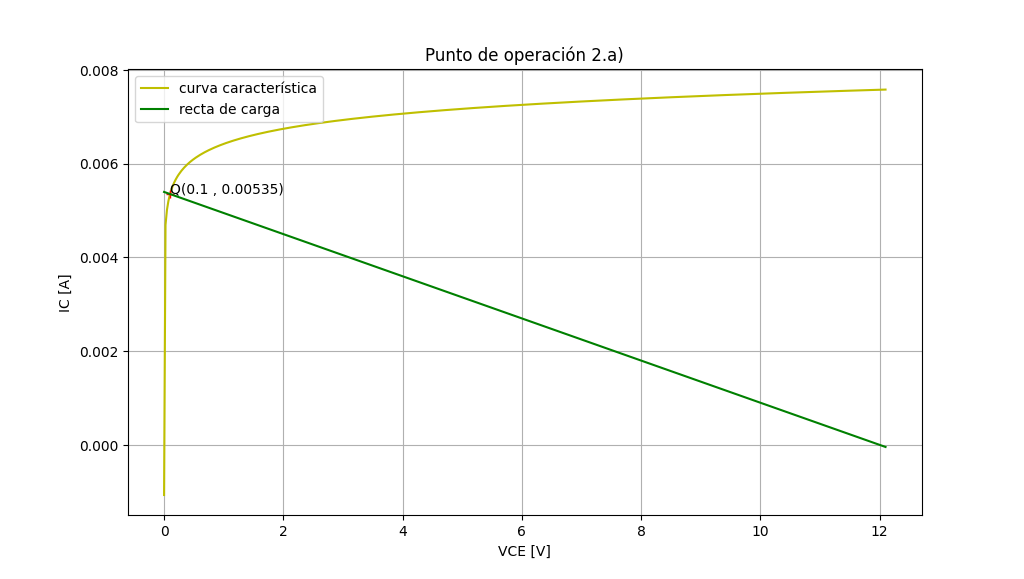 Punto de operación 2.a)
curva característica
recta de carga
Q(0.1 , 0.00535)
0.008
0.006
0.004
0.002
0.000
IC [A]
0 2 4 6 8 10 12
VCE [V]